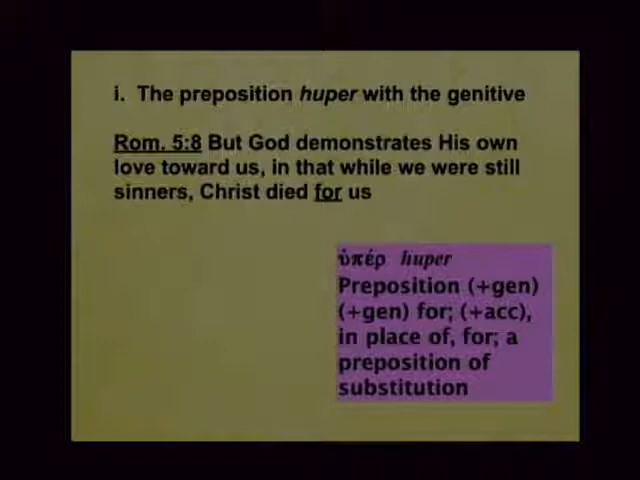 i. The preposition huper with the genitive
Rom. 5:8 But God demonstrates His own
love toward us, in that while we were still
sinners, Christ died for us
ὑπέρ huper
Preposition (+gen)
(+gen) for; (+acc),
in place of, for; a
preposition of
substitution